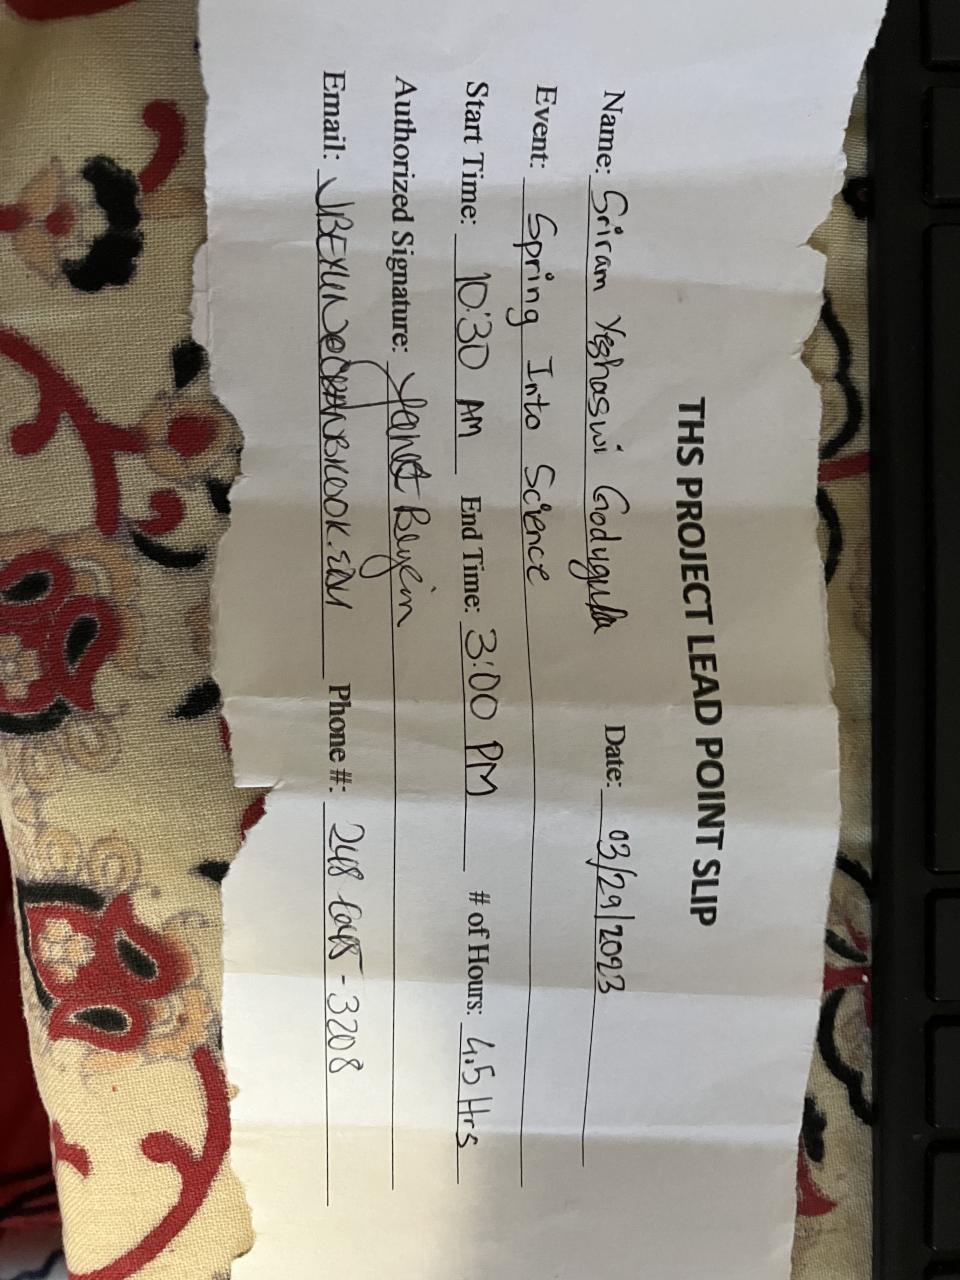 THS PROJECT LEAD POINT SLIP
Name: Sriram Yeshaswi Godugula Date: 03/29/2023
Event: Spring Into Science
Start Time: 10:30 AM End Time: 3:00 PM # of Hours: 4.5 Hrs
Authorized Signature: Janet
Email: Phone #: 248 645-3208